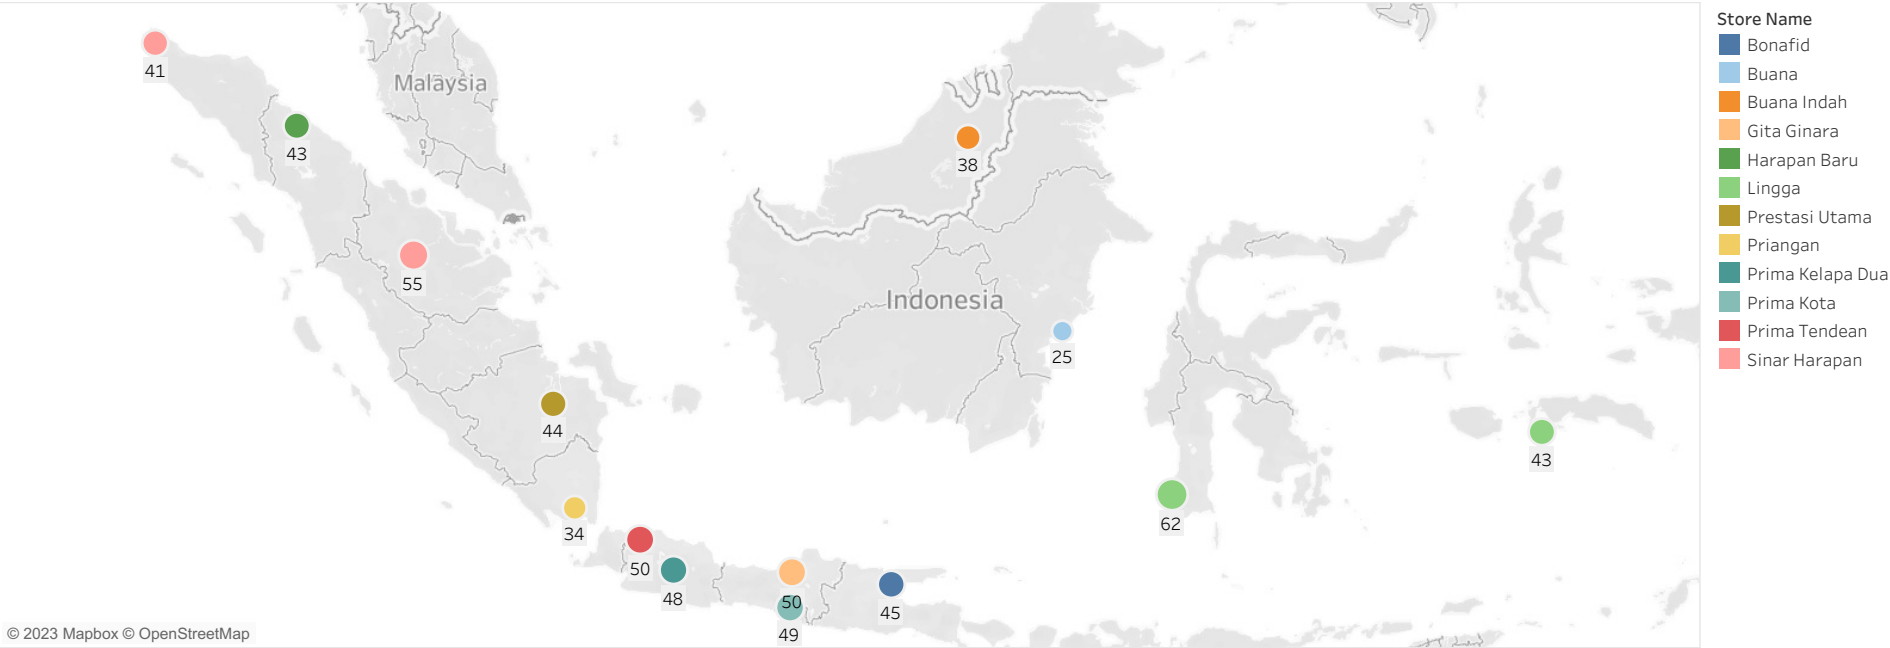 Malaysia
Indonesia
41
43
38
55
25
44
43
62
34
50
48
50
49
45
© 2023 Mapbox © OpenStreetMap
Store Name
Bonafid
Buana
Buana Indah
Gita Ginara
Harapan Baru
Lingga
Prestasi Utama
Priangan
Prima Kelapa Dua
Prima Kota
Prima Tendean
Sinar Harapan